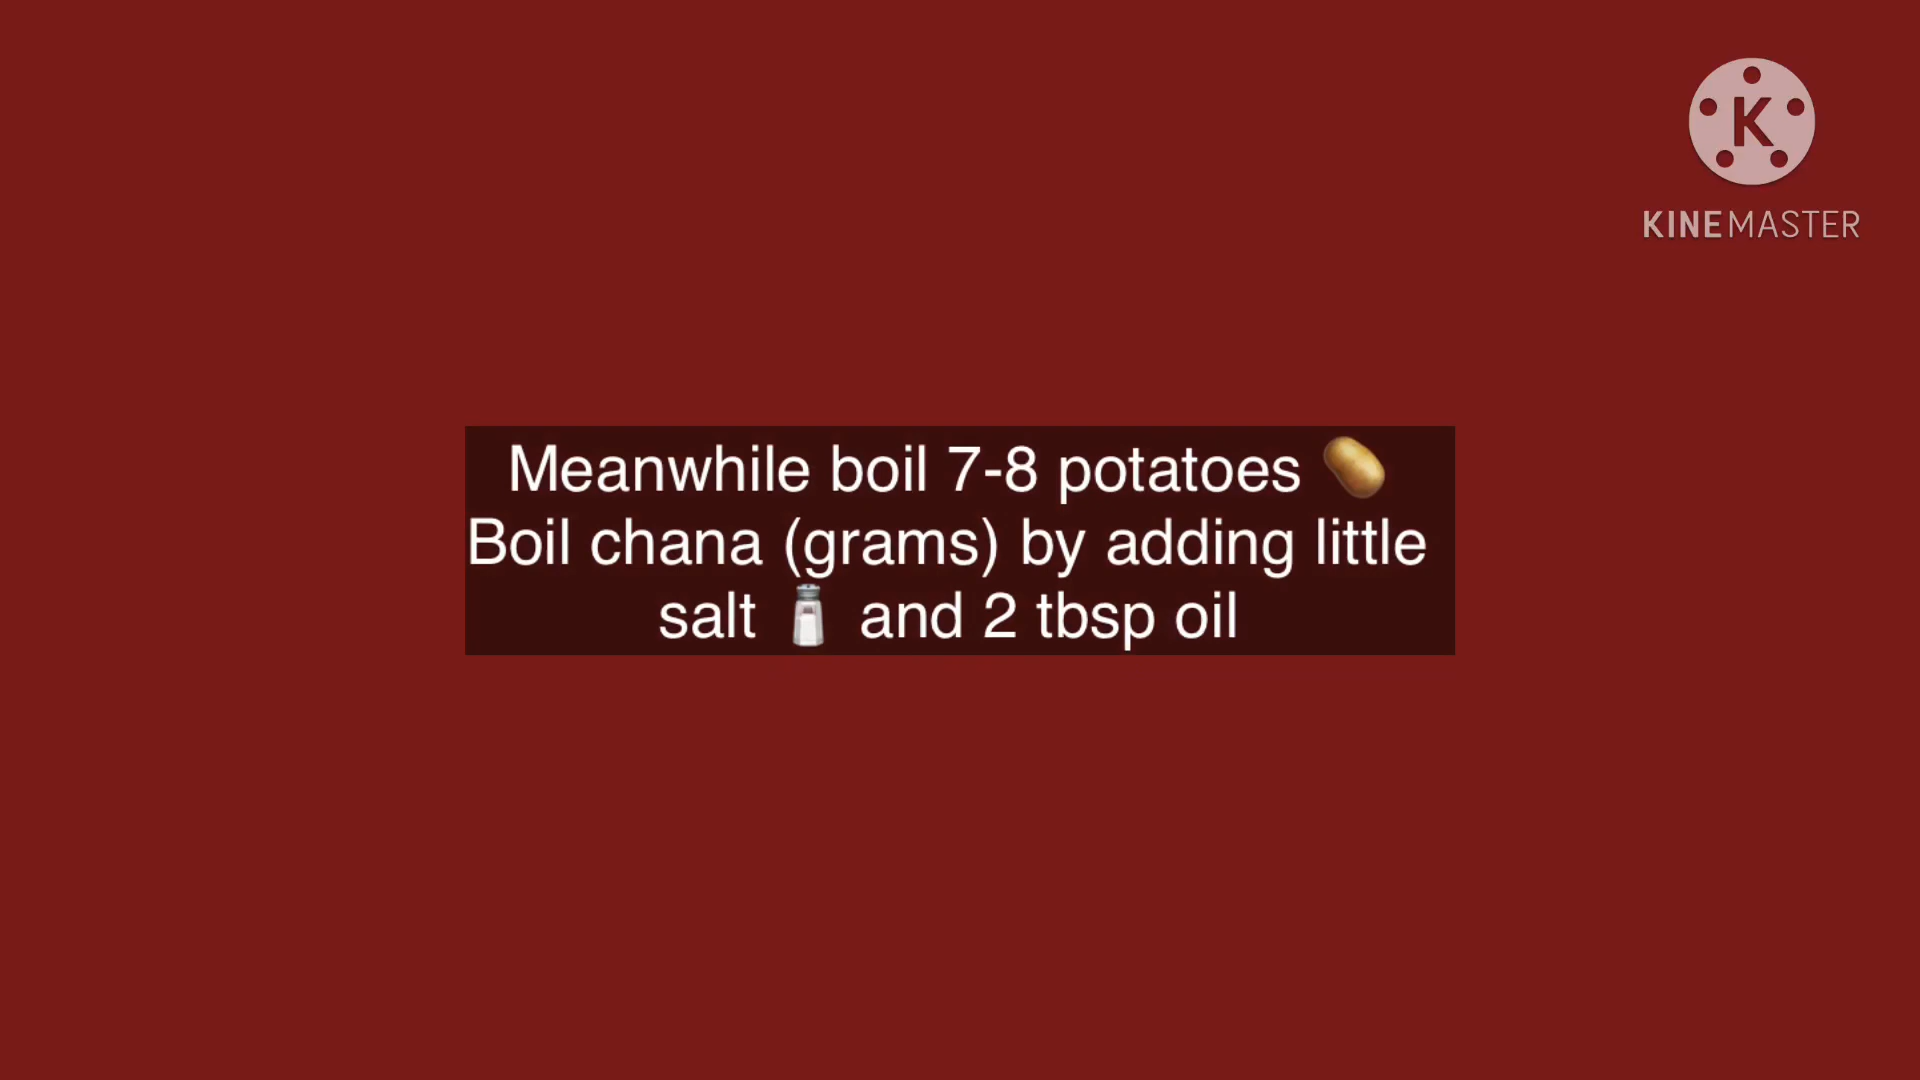 KINEMASTER
Meanwhile boil 7-8 potatoes 🥔
Boil chana (grams) by adding little
salt 🧂 and 2 tbsp oil